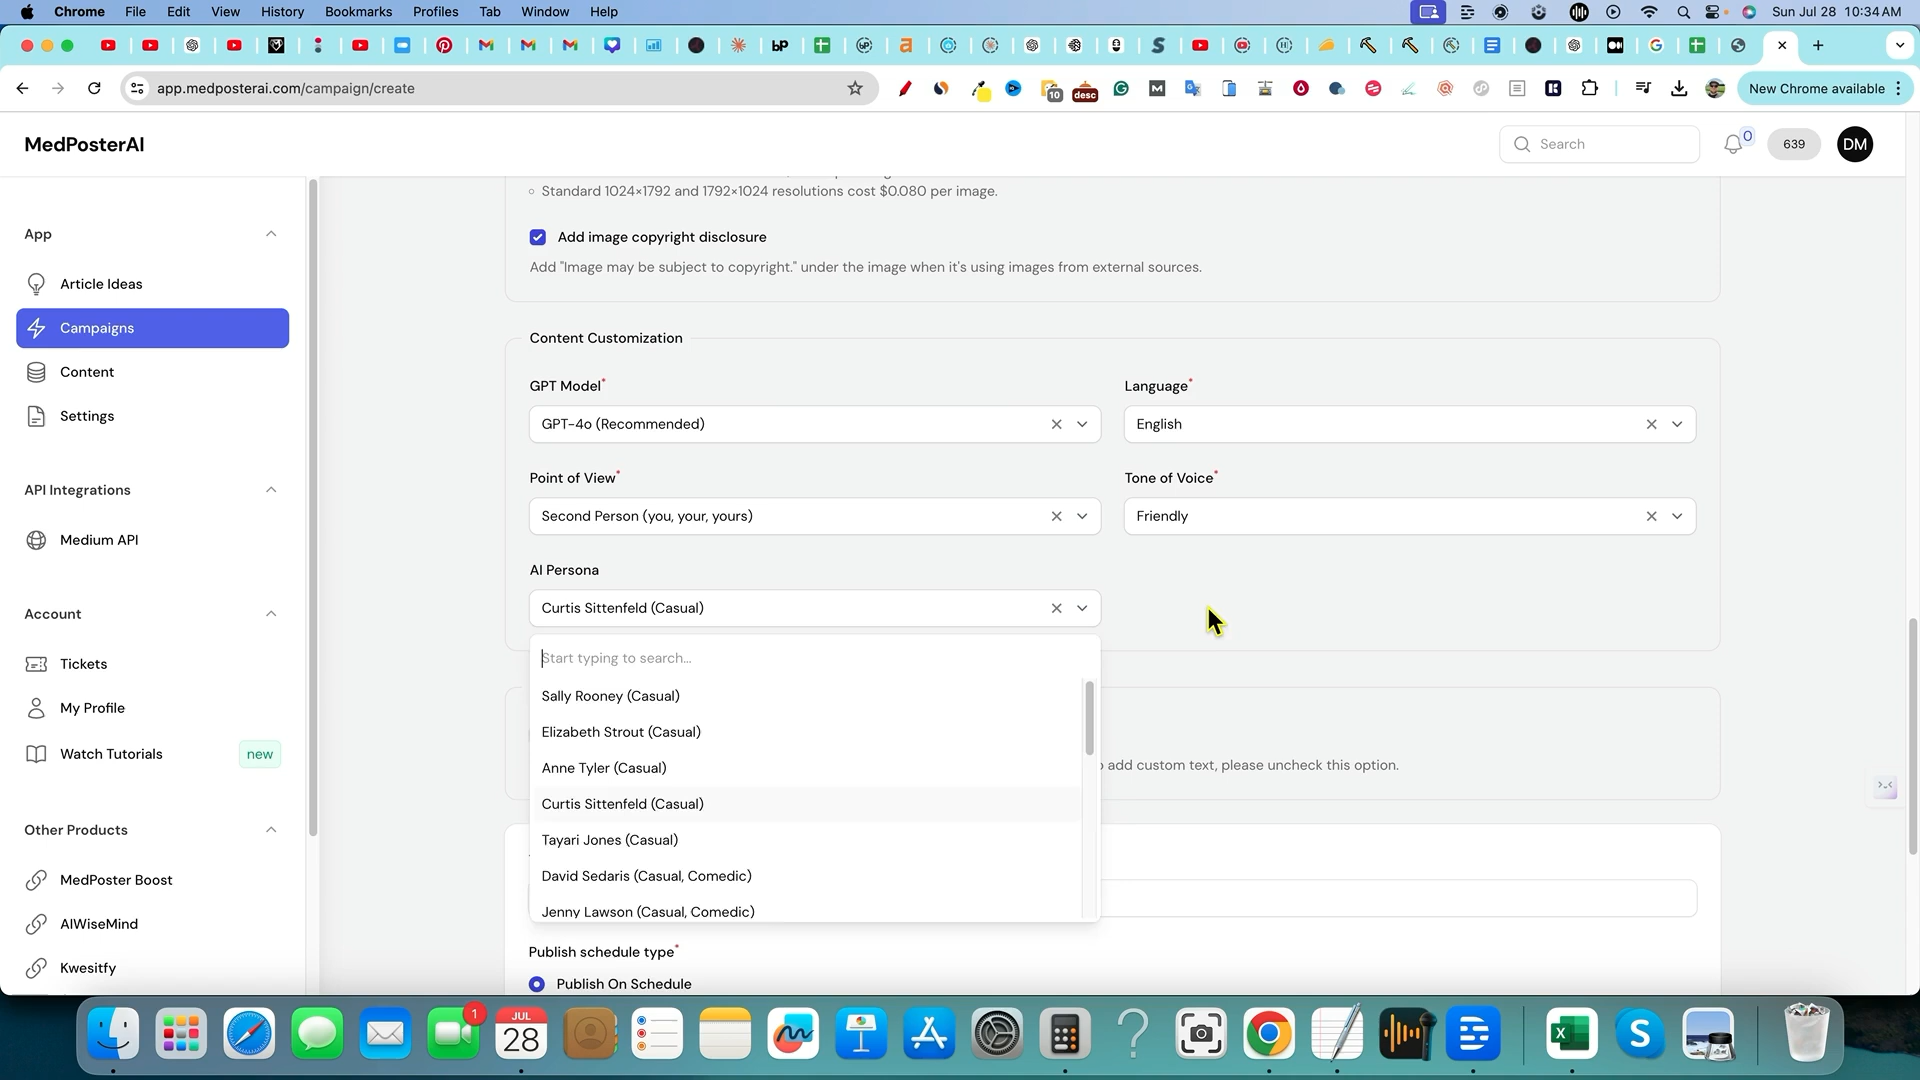 Chrome File Edit View History Bookmarks Profiles Tab Window Help
Sun Jul 28 10:34 AM
app.medposterai.com/campaign/create
10
desc
New Chrome available
MedPosterAI
Search
0
639
DM
App
Article Ideas
Campaigns
Content
Settings
API Integrations
Medium API
Account
Tickets
My Profile
Watch Tutorials
new
Other Products
MedPoster Boost
AIWiseMind
Kwesitfy
Standard 1024×1792 and 1792×1024 resolutions cost $0.080 per image.
Add image copyright disclosure
Add "Image may be subject to copyright." under the image when it's using images from external sources.
Content Customization
GPT Model*
Language*
GPT-4o (Recommended)
English
Point of View*
Tone of Voice*
Second Person (you, your, yours)
Friendly
AI Persona
Curtis Sittenfeld (Casual)
Start typing to search...
Sally Rooney (Casual)
Elizabeth Strout (Casual)
Anne Tyler (Casual)
add custom text, please uncheck this option.
Curtis Sittenfeld (Casual)
Tayari Jones (Casual)
David Sedaris (Casual, Comedic)
Jenny Lawson (Casual, Comedic)
Publish schedule type*
Publish On Schedule
1
JUL
28